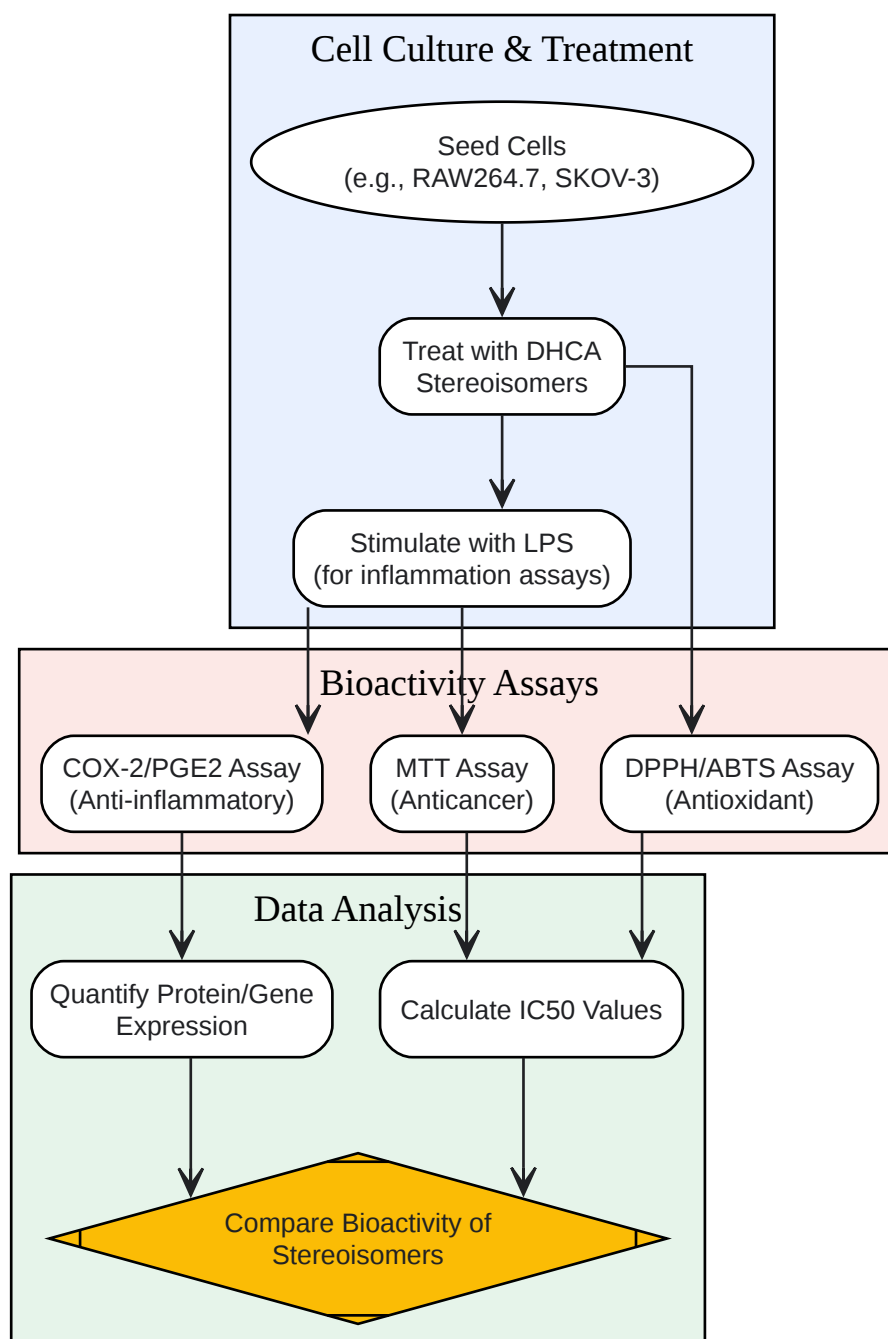 Cell Culture & Treatment
Seed Cells
(e.g., RAW264.7, SKOV-3)
Treat with DHCA
Stereoisomers
Stimulate with LPS
(for inflammation assays)
Bioactivity Assays
COX-2/PGE2 Assay
(Anti-inflammatory)
MTT Assay
(Anticancer)
DPPH/ABTS Assay
(Antioxidant)
Data Analysis
Quantify Protein/Gene
Expression
Calculate IC50 Values
Compare Bioactivity of
Stereoisomers